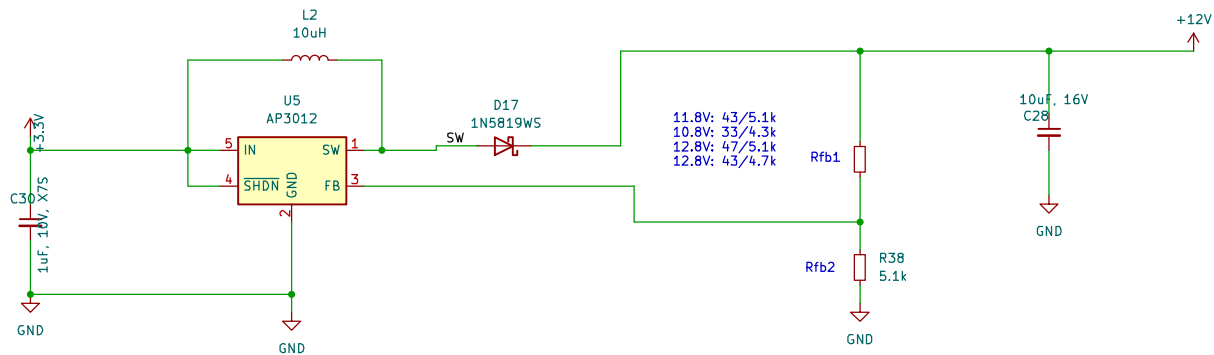 L2
10uH
+12V
U5
AP3012
D17
1N5819WS
SW
+3.3V
5
IN
SW
1
4
SHDN
GND
FB
3
2
C30
1uF, 10V, X7S
11.8V: 43/5.1k
10.8V: 33/4.3k
12.8V: 47/5.1k
12.8V: 43/4.7k
Rfb1
10uF, 16V
C28
GND
Rfb2
R38
5.1k
GND
GND
GND